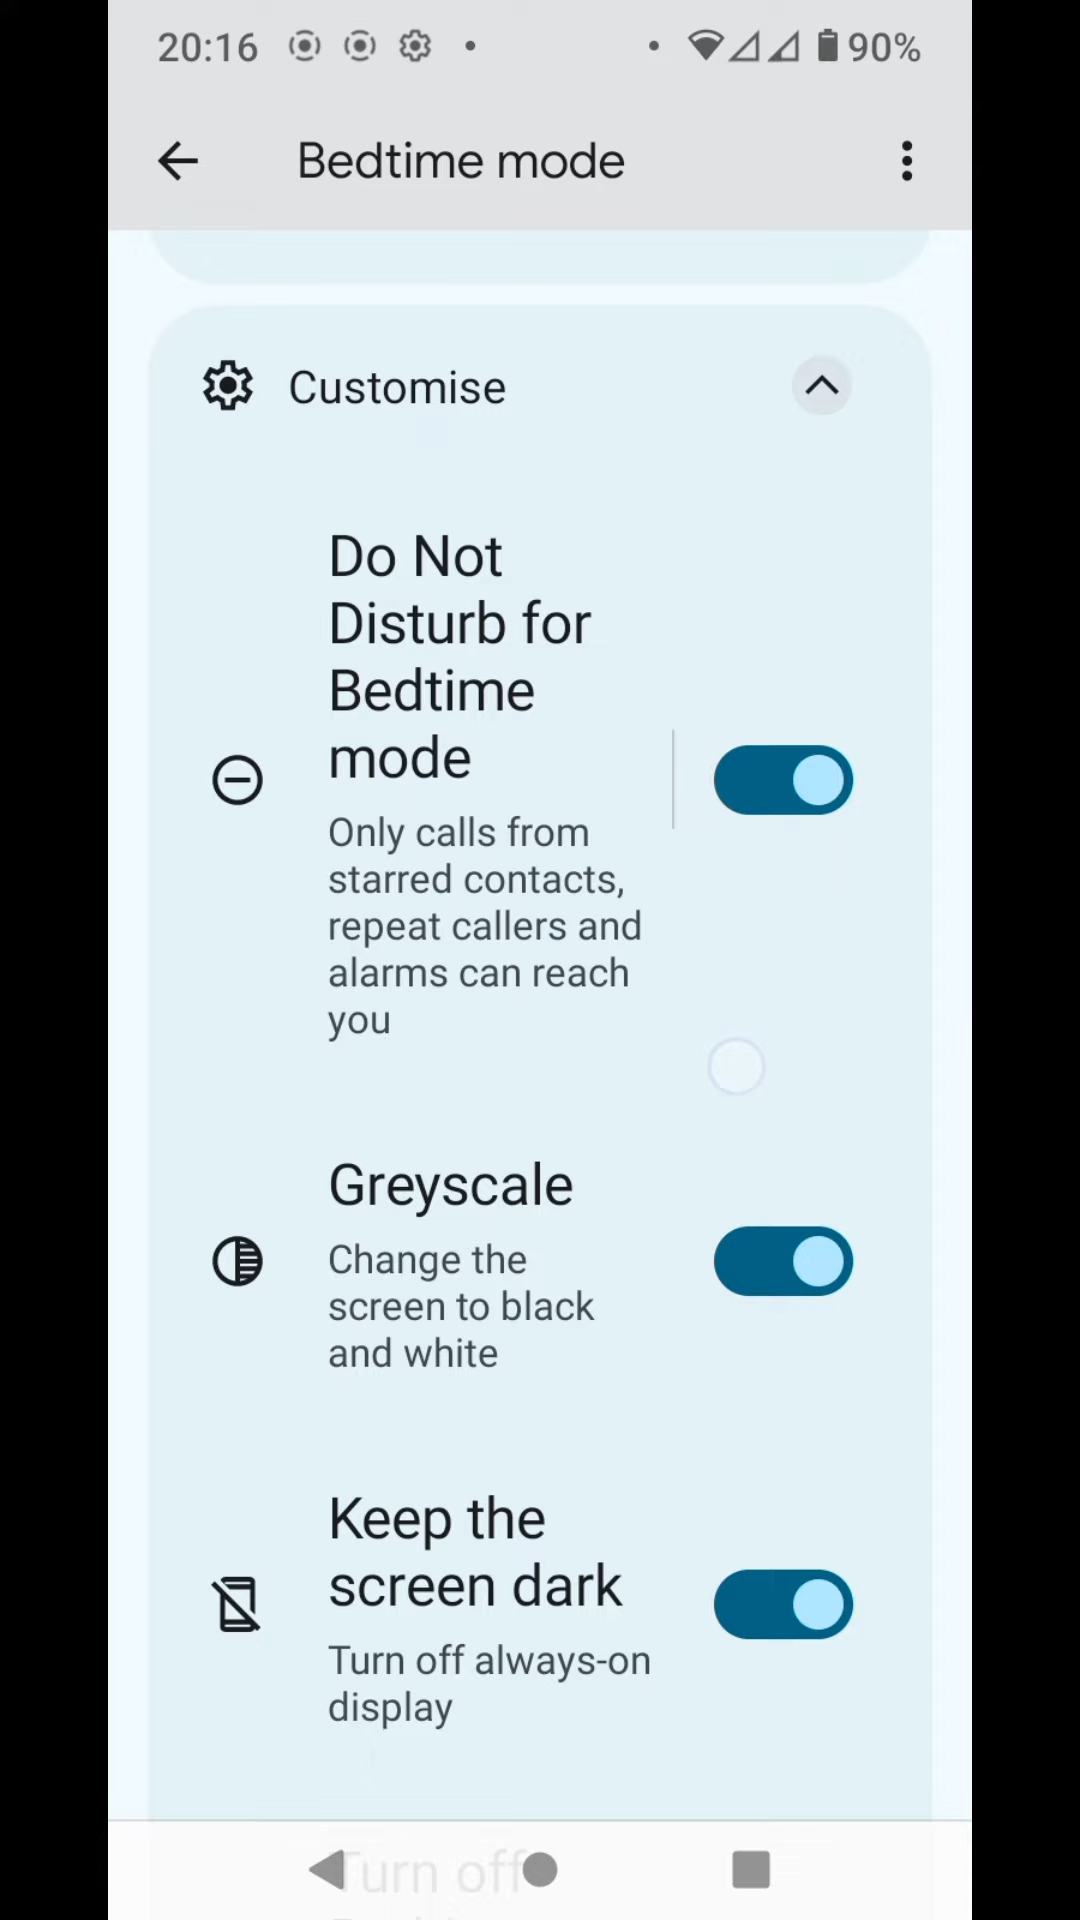 20:16
90%
Bedtime mode
Customise
Do Not
Disturb for
Bedtime
mode
Only calls from
starred contacts,
repeat callers and
alarms can reach
you
Greyscale
Change the
screen to black
and white
Keep the
screen dark
Turn off always-on
display
Turn off